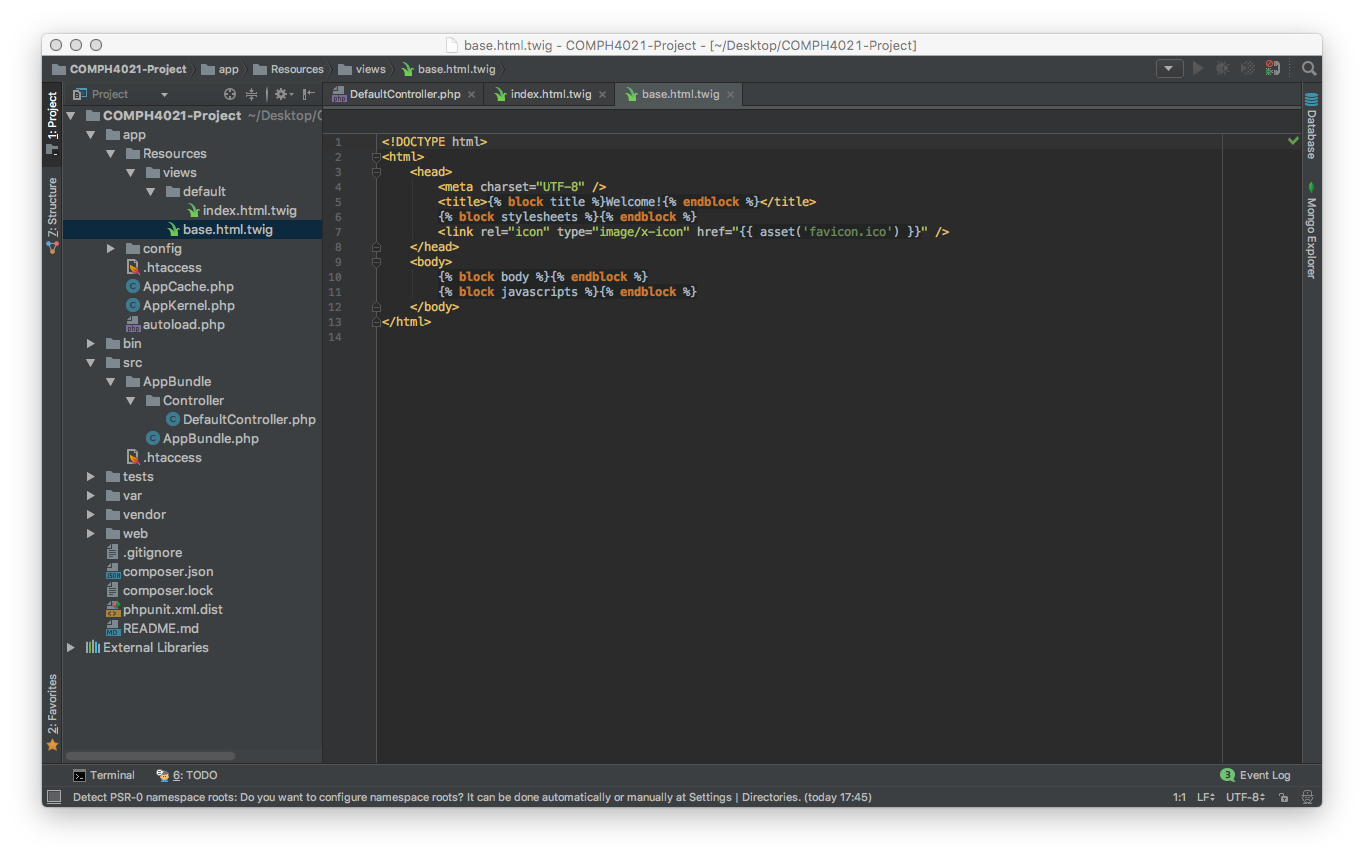 base.html.twig - COMPH4021-Project - [~/Desktop/COMPH4021-Project]
COMPH4021-Project app Resources views base.html.twig
1: Project
Z: Structure
2: Favorites
Project
COMPH4021-Project ~/Desktop/C
app
Resources
views
default
index.html.twig
base.html.twig
config
.htaccess
AppCache.php
AppKernel.php
autoload.php
bin
src
AppBundle
Controller
DefaultController.php
AppBundle.php
.htaccess
tests
var
vendor
web
.gitignore
composer.json
composer.lock
phpunit.xml.dist
README.md
External Libraries
DefaultController.php index.html.twig base.html.twig
1 <!DOCTYPE html>
2 <html>
3 <head>
4 <meta charset="UTF-8" />
5 <title>{% block title %}Welcome!{% endblock %}</title>
6 {% block stylesheets %}{% endblock %}
7 <link rel="icon" type="image/x-icon" href="{{ asset('favicon.ico') }}" />
8 </head>
9 <body>
10 {% block body %}{% endblock %}
11 {% block javascripts %}{% endblock %}
12 </body>
13 </html>
14
Database
Mongo Explorer
Terminal 6: TODO 3 Event Log
Detect PSR-0 namespace roots: Do you want to configure namespace roots? It can be done automatically or manually at Settings | Directories. (today 17:45) 1:1 LF UTF-8